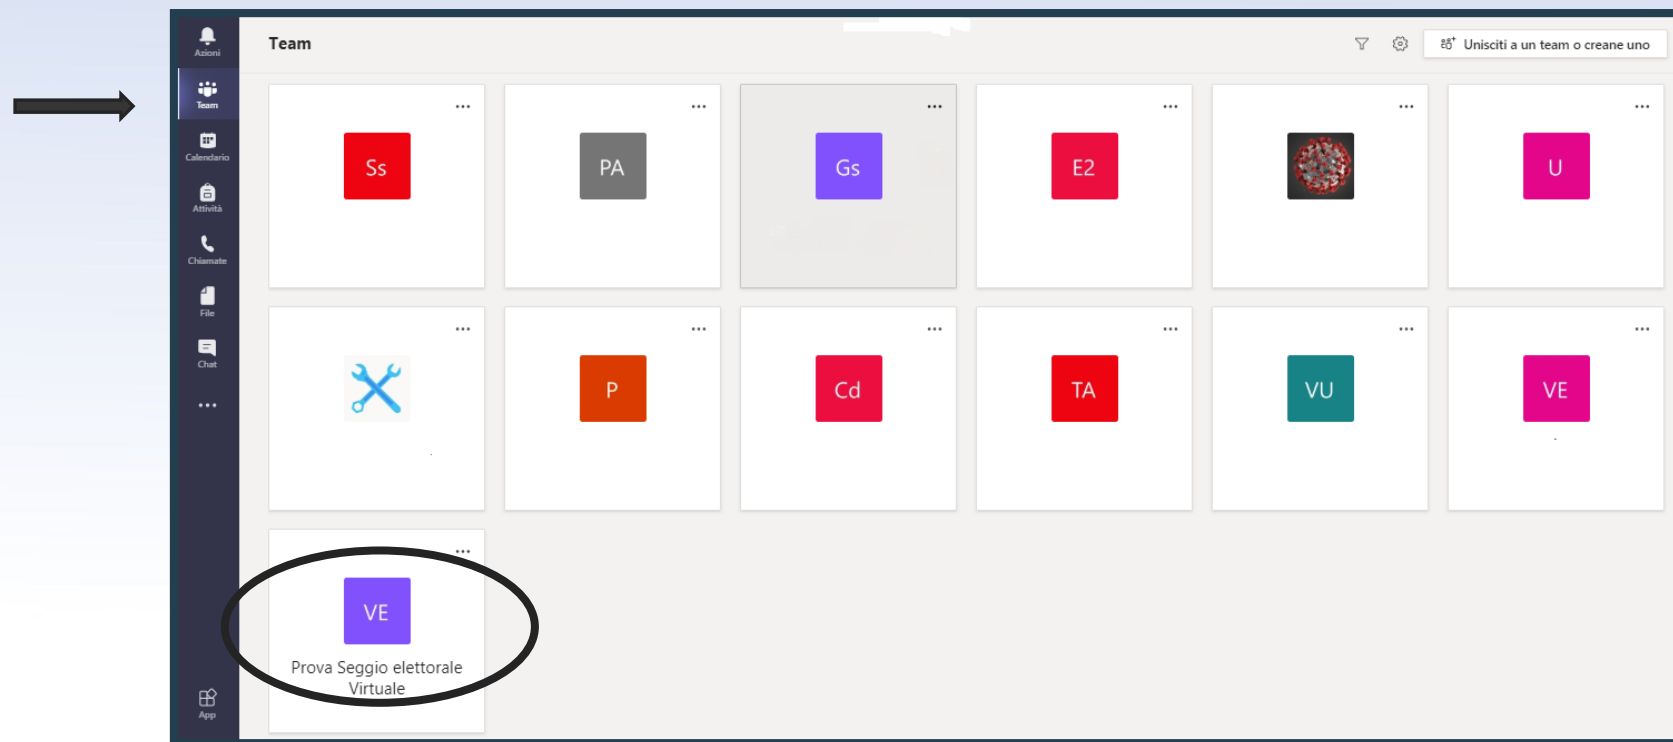 Azioni
Team
Calendario
Attività
Chiamate
File
Chat
App
Team
Unisciti a un team o creane uno
Ss
PA
Gs
E2
U
P
Cd
TA
VU
VE
VE
Prova Seggio elettorale
Virtuale